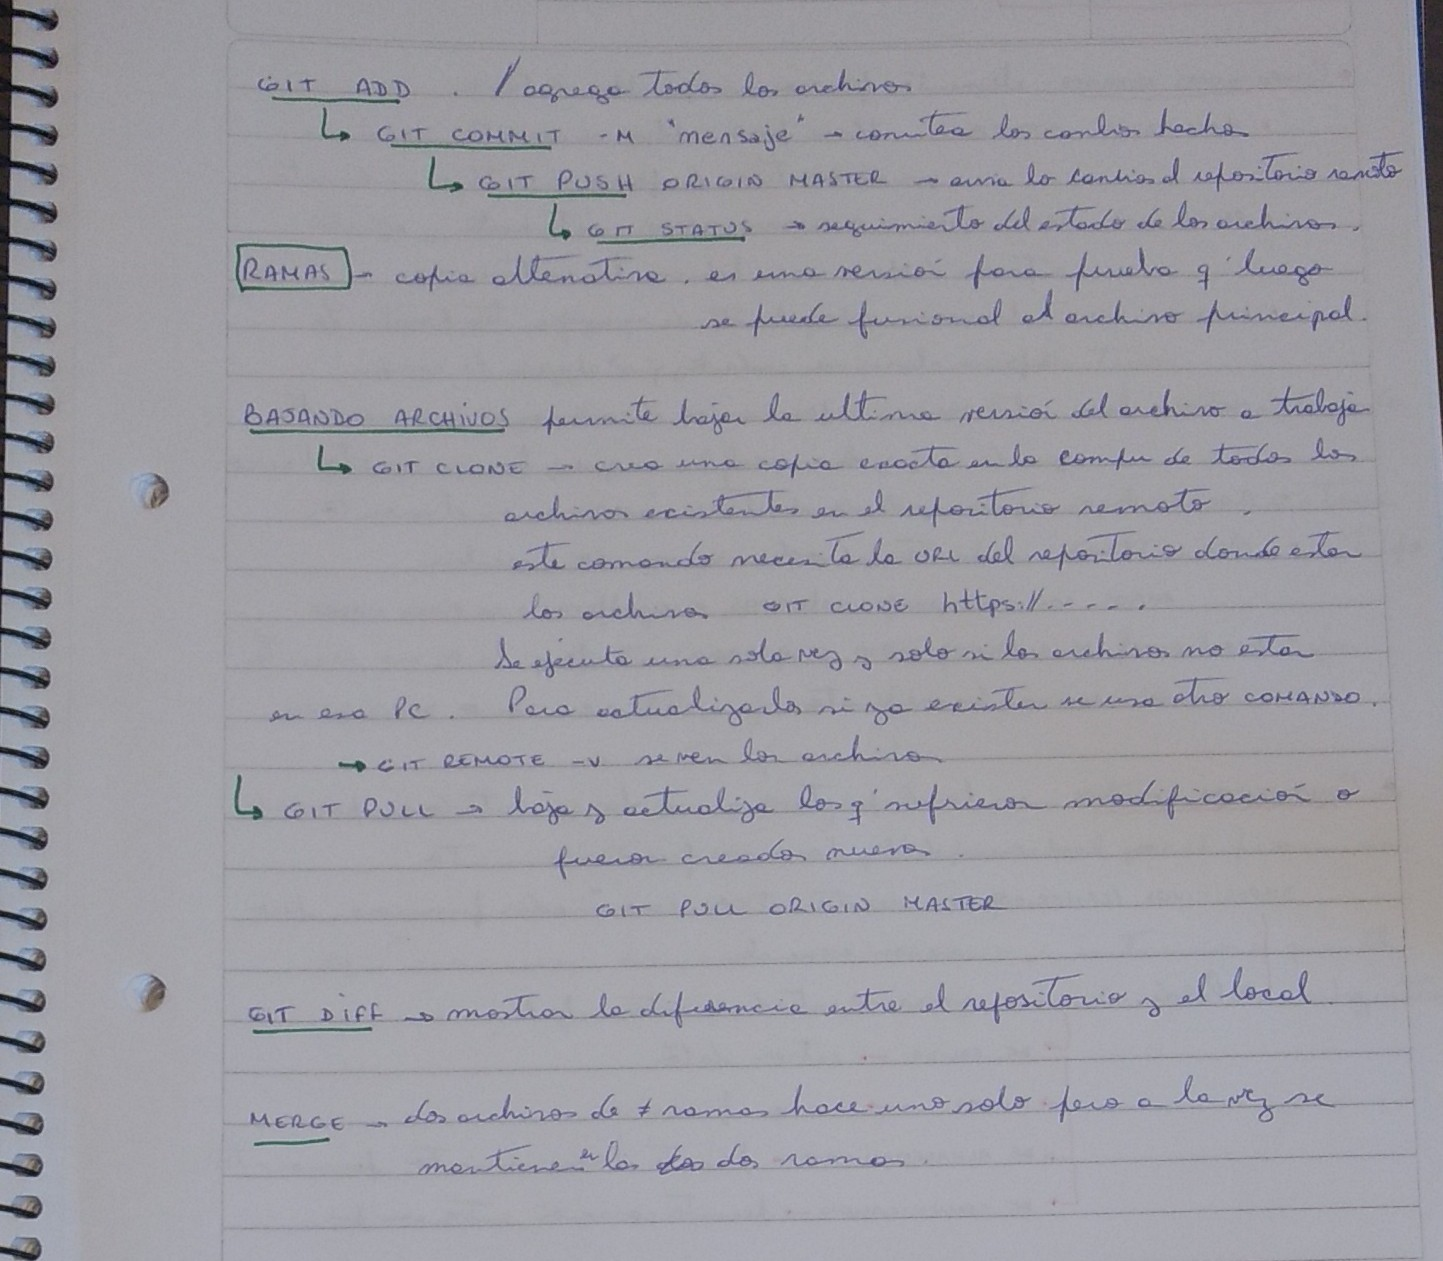 GIT ADD . / agrega todos los archivos
↳ GIT COMMIT -M "mensaje" → comitea los cambios hechos
↳ GIT PUSH ORIGIN MASTER → envia los cambios al repositorio remoto
↳ GIT STATUS → seguimiento del estado de los archivos.
RAMAS → copia alternativa. es una versión para prueba q' luego
se puede fusional al archivo principal.
BAJANDO ARCHIVOS permite bajar la ultima versión del archivo a trabajar
↳ GIT CLONE → crea una copia exacta en la compu de todos los
archivos existentes en el repositorio remoto.
este comando necesita la URL del repositorio donde estan
los archivos GIT CLONE https://.....
Se ejecuta una sola vez y solo si los archivos no estan
en esa PC. Para actualizarlos si ya existen se usa otro COMANDO.
→ GIT REMOTE -V se ven los archivos
↳ GIT PULL → baja y actualiza los q' sufrieron modificación o
fueron creados nuevos.
GIT PULL ORIGIN MASTER
GIT DIFF → mostrar la diferencia entre el repositorio y el local.
MERGE → dos archivos de ≠ ramas hace uno solo pero a la vez se
mantienen en las dos ramas.